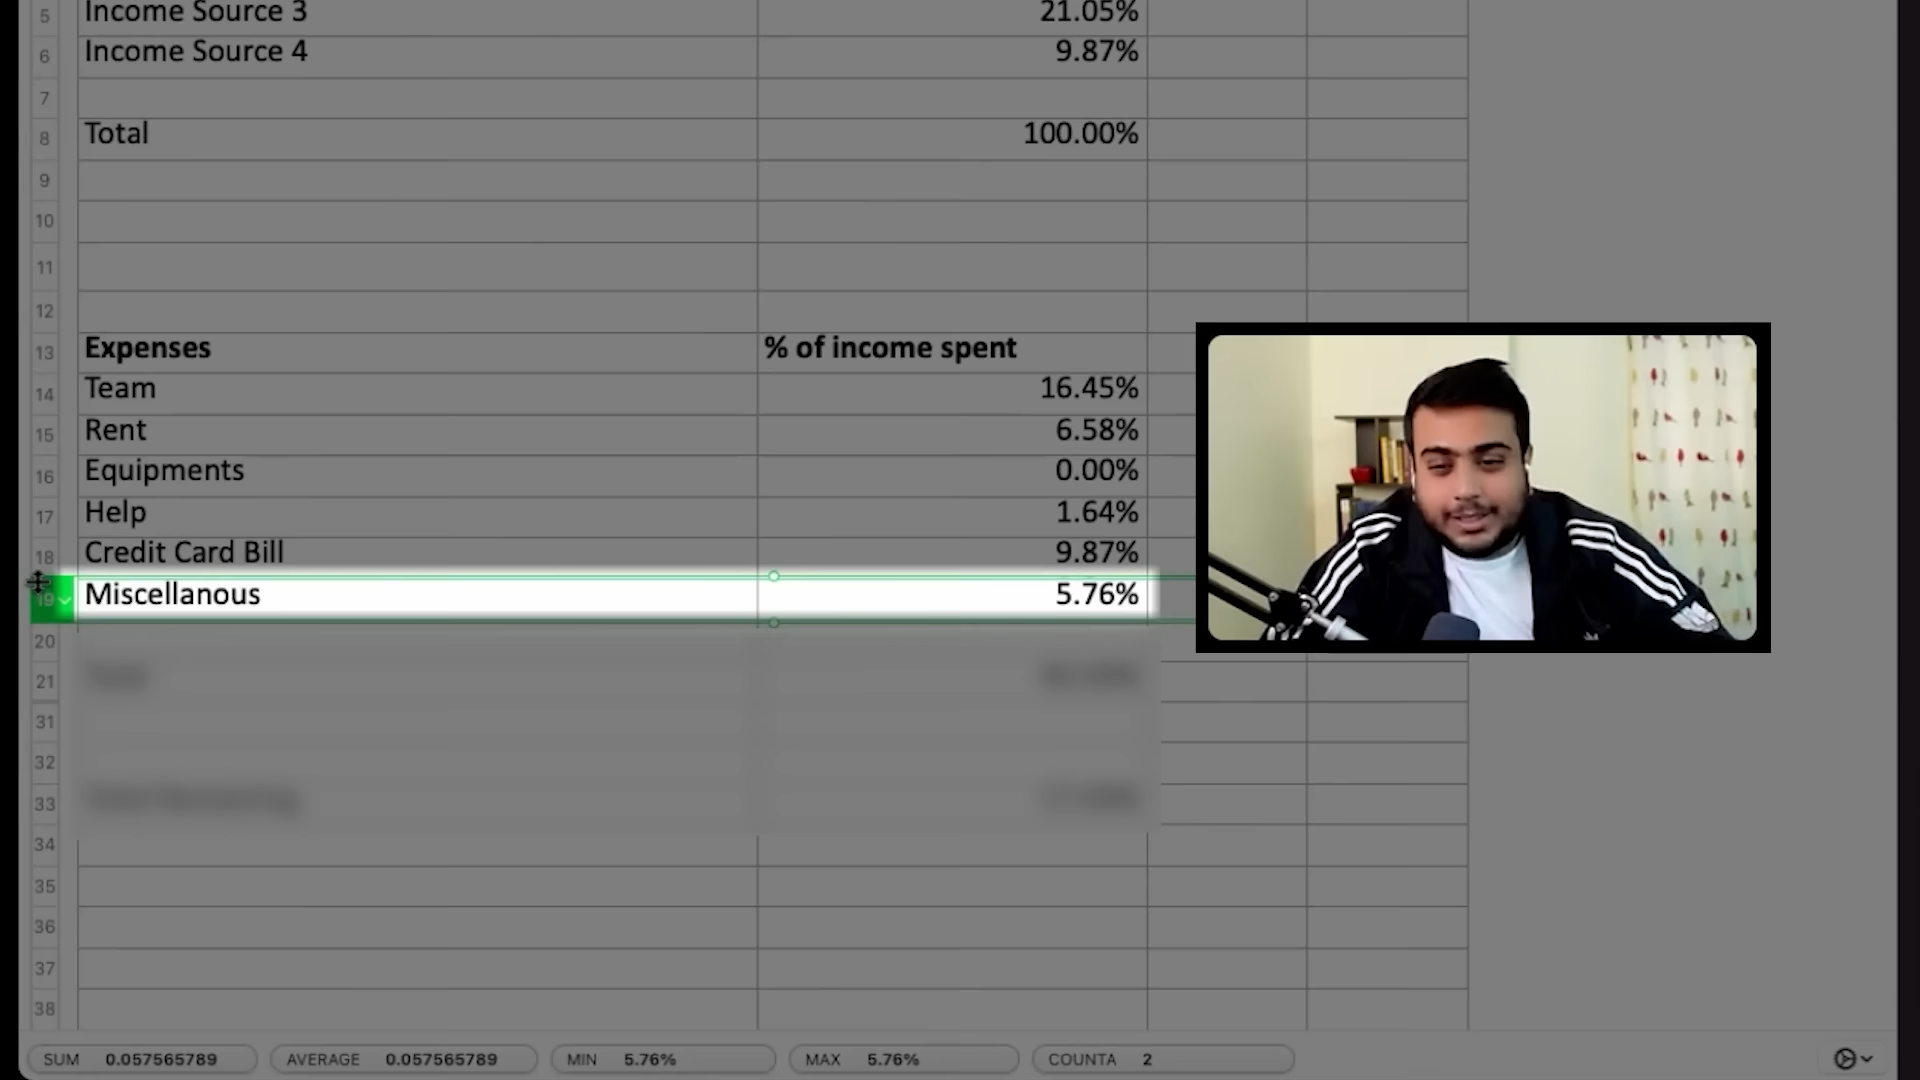 5 Income Source 3 21.05%
6 Income Source 4 9.87%
7
8 Total 100.00%
9
10
11
12
13 Expenses % of income spent
14 Team 16.45%
15 Rent 6.58%
16 Equipments 0.00%
17 Help 1.64%
18 Credit Card Bill 9.87%
19 Miscellanous 5.76%
20
21
31
32
33
34
35
36
37
38
SUM 0.057565789 AVERAGE 0.057565789 MIN 5.76% MAX 5.76% COUNTA 2